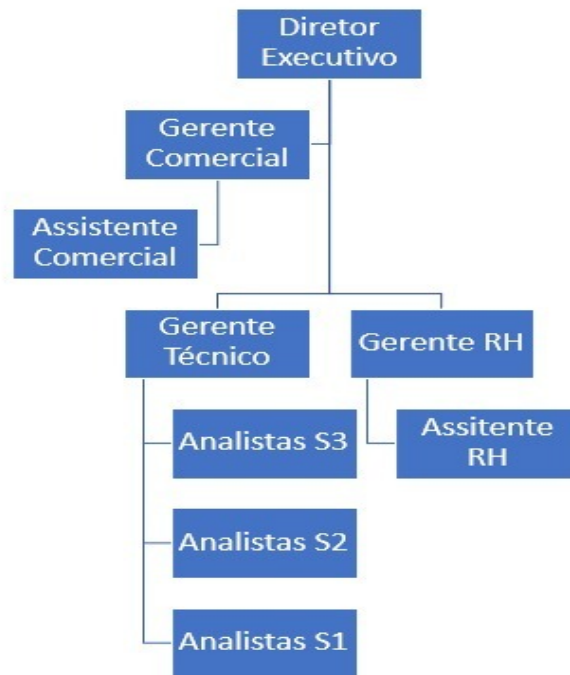 Diretor
Executivo
Gerente
Comercial
Assistente
Comercial
Gerente
Técnico
Gerente RH
Analistas S3
Assitente
RH
Analistas S2
Analistas S1